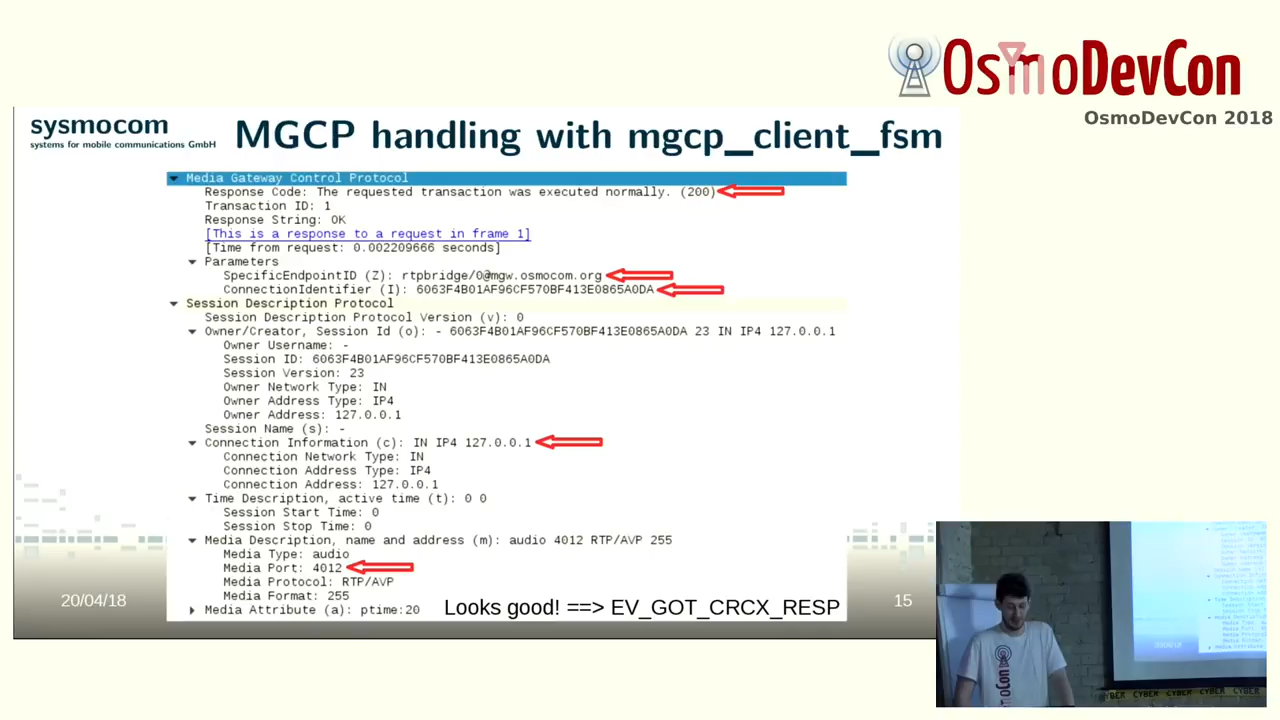 OsmoDevCon
OsmoDevCon 2018
sysmocom
systems for mobile communications GmbH
MGCP handling with mgcp_client_fsm
Media Gateway Control Protocol
Response Code: The requested transaction was executed normally. (200)
Transaction ID: 1
Response String: OK
[This is a response to a request in frame 1]
[Time from request: 0.002209666 seconds]
Parameters
SpecificEndpointID (Z): rtpbridge/0@mgw.osmocom.org
ConnectionIdentifier (I): 6063F4B01AF96CF570BF413E0865A0DA
Session Description Protocol
Session Description Protocol Version (v): 0
Owner/Creator, Session Id (o): - 6063F4B01AF96CF570BF413E0865A0DA 23 IN IP4 127.0.0.1
Owner Username: -
Session ID: 6063F4B01AF96CF570BF413E0865A0DA
Session Version: 23
Owner Network Type: IN
Owner Address Type: IP4
Owner Address: 127.0.0.1
Session Name (s): -
Connection Information (c): IN IP4 127.0.0.1
Connection Network Type: IN
Connection Address Type: IP4
Connection Address: 127.0.0.1
Time Description, active time (t): 0 0
Session Start Time: 0
Session Stop Time: 0
Media Description, name and address (m): audio 4012 RTP/AVP 255
Media Type: audio
Media Port: 4012
Media Protocol: RTP/AVP
Media Format: 255
Media Attribute (a): ptime:20
Looks good! ==> EV_GOT_CRCX_RESP
20/04/18
15
smoCon
CYBER CYBER CYBER CYBER